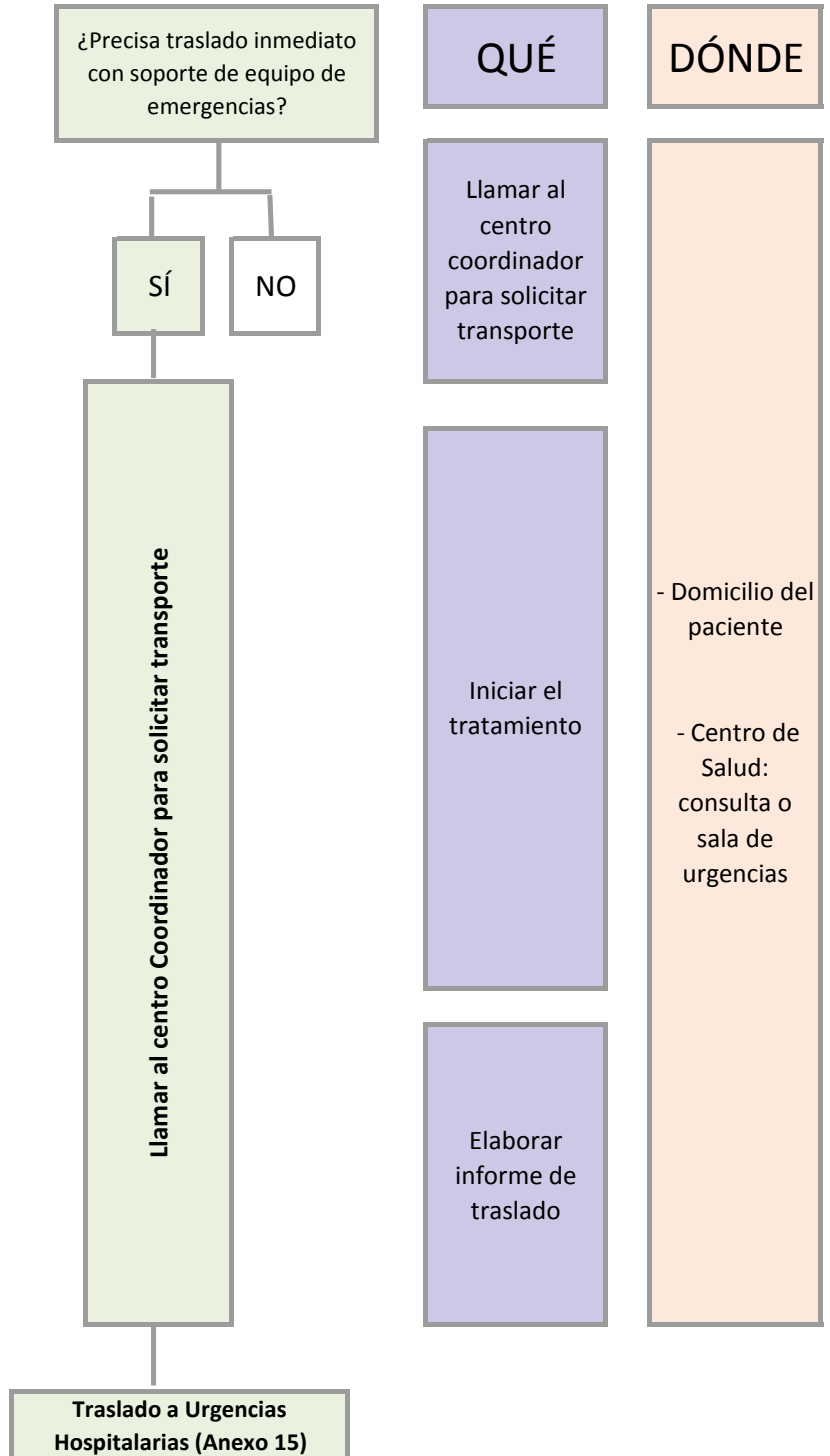 ¿Precisa traslado inmediato
con soporte de equipo de
emergencias?
SÍ
NO
Llamar al centro Coordinador para solicitar transporte
Traslado a Urgencias
Hospitalarias (Anexo 15)
QUÉ
Llamar al
centro
coordinador
para solicitar
transporte
Iniciar el
tratamiento
Elaborar
informe de
traslado
DÓNDE
- Domicilio del
paciente
- Centro de
Salud:
consulta o
sala de
urgencias